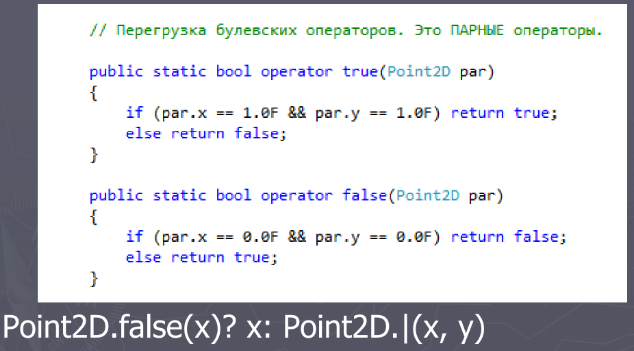 // Перегрузка булевских операторов. Это ПАРНЫЕ операторы.
public static bool operator true(Point2D par)
{
if (par.x == 1.0F && par.y == 1.0F) return true;
else return false;
}
public static bool operator false(Point2D par)
{
if (par.x == 0.0F && par.y == 0.0F) return false;
else return true;
}
Point2D.false(x)? x: Point2D.|(x, y)